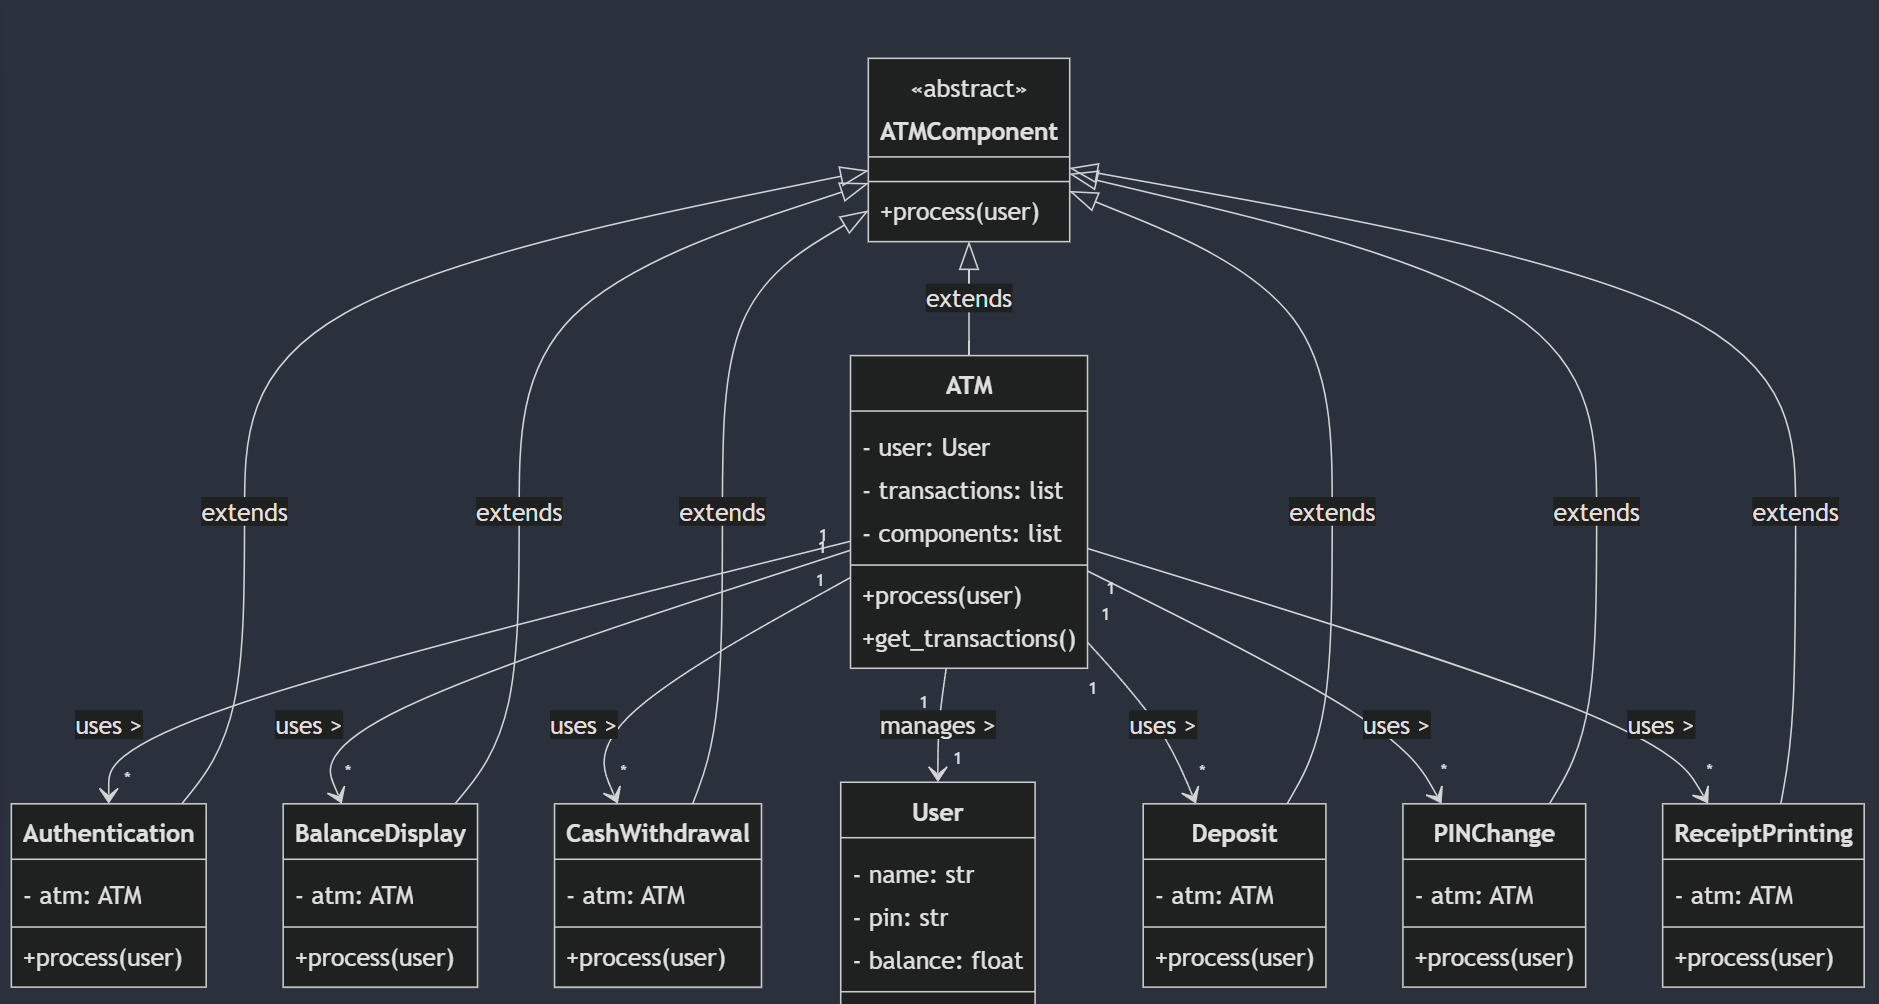 «abstract»
ATMComponent
+process(user)
extends
ATM
- user: User
- transactions: list
- components: list
+process(user)
+get_transactions()
extends
extends
extends
extends
extends
extends
1
1
1
1
1
1
1
uses >
uses >
uses >
manages >
uses >
uses >
uses >
*
*
*
1
*
*
*
Authentication
- atm: ATM
+process(user)
BalanceDisplay
- atm: ATM
+process(user)
CashWithdrawal
- atm: ATM
+process(user)
User
- name: str
- pin: str
- balance: float
Deposit
- atm: ATM
+process(user)
PINChange
- atm: ATM
+process(user)
ReceiptPrinting
- atm: ATM
+process(user)